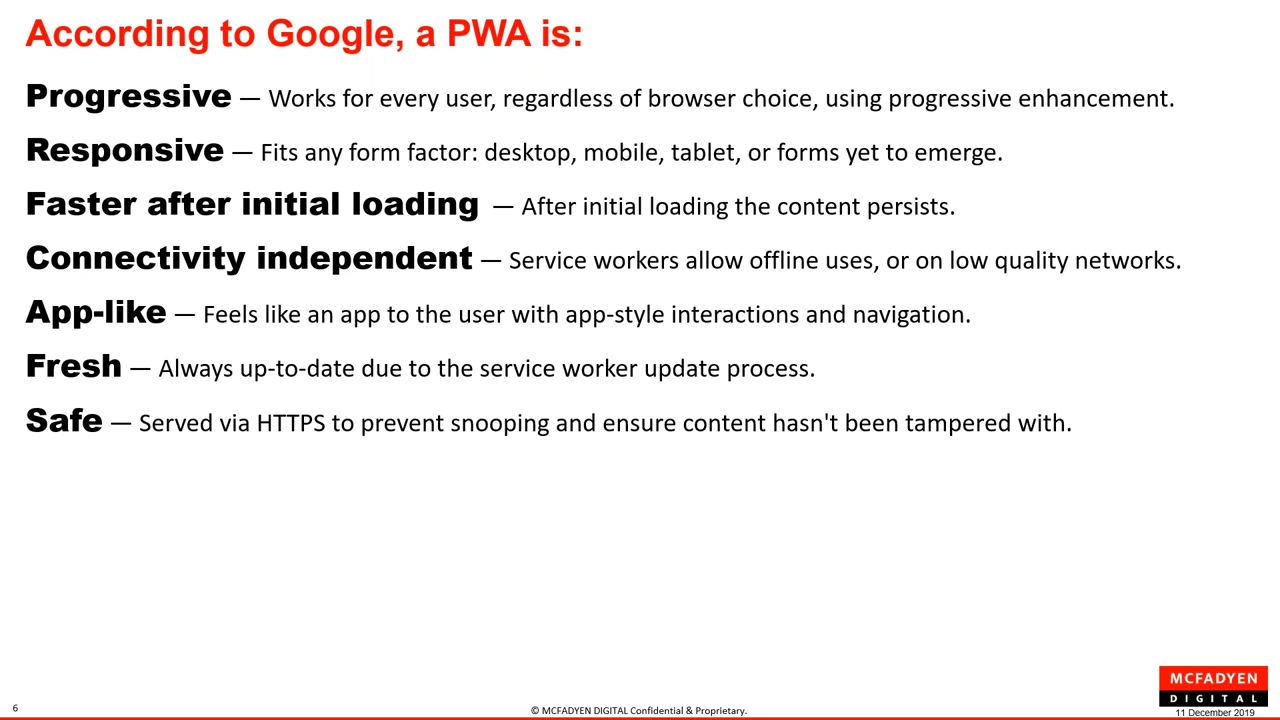 According to Google, a PWA is:
Progressive — Works for every user, regardless of browser choice, using progressive enhancement.
Responsive — Fits any form factor: desktop, mobile, tablet, or forms yet to emerge.
Faster after initial loading — After initial loading the content persists.
Connectivity independent — Service workers allow offline uses, or on low quality networks.
App-like — Feels like an app to the user with app-style interactions and navigation.
Fresh — Always up-to-date due to the service worker update process.
Safe — Served via HTTPS to prevent snooping and ensure content hasn't been tampered with.
6
© MCFADYEN DIGITAL Confidential & Proprietary.
MCFADYEN
DIGITAL
11 December 2019